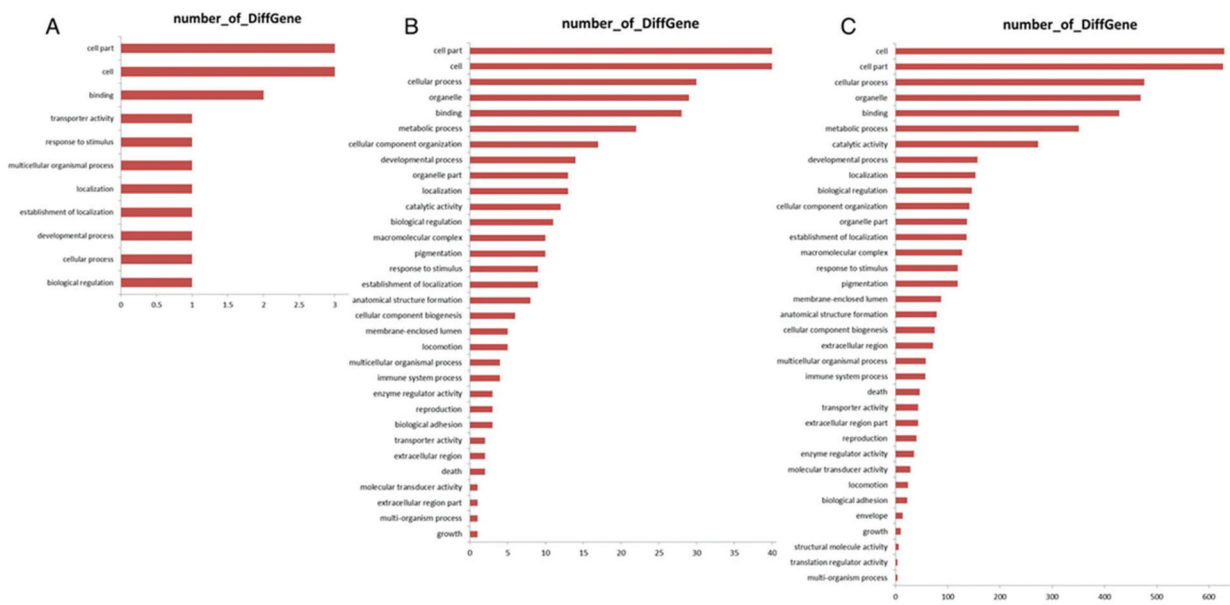 A
number_of_DiffGene
cell part
cell
binding
transporter activity
response to stimulus
multicellular organismal process
localization
establishment of localization
developmental process
cellular process
biological regulation
0 0.5 1 1.5 2 2.5 3
B
number_of_DiffGene
cell part
cell
cellular process
organelle
binding
metabolic process
cellular component organization
developmental process
organelle part
localization
catalytic activity
biological regulation
macromolecular complex
pigmentation
response to stimulus
establishment of localization
anatomical structure formation
cellular component biogenesis
membrane-enclosed lumen
locomotion
multicellular organismal process
immune system process
enzyme regulator activity
reproduction
biological adhesion
transporter activity
extracellular region
death
molecular transducer activity
extracellular region part
multi-organism process
growth
0 5 10 15 20 25 30 35 40
C
number_of_DiffGene
cell
cell part
cellular process
organelle
binding
metabolic process
catalytic activity
developmental process
localization
biological regulation
cellular component organization
organelle part
establishment of localization
macromolecular complex
response to stimulus
pigmentation
membrane-enclosed lumen
anatomical structure formation
cellular component biogenesis
extracellular region
multicellular organismal process
immune system process
death
transporter activity
extracellular region part
reproduction
enzyme regulator activity
molecular transducer activity
locomotion
biological adhesion
envelope
growth
structural molecule activity
translation regulator activity
multi-organism process
0 100 200 300 400 500 600